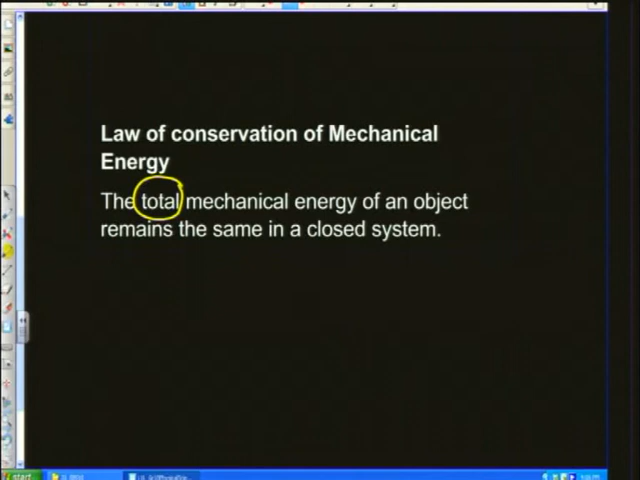 Law of conservation of Mechanical
Energy
The total mechanical energy of an object
remains the same in a closed system.
start